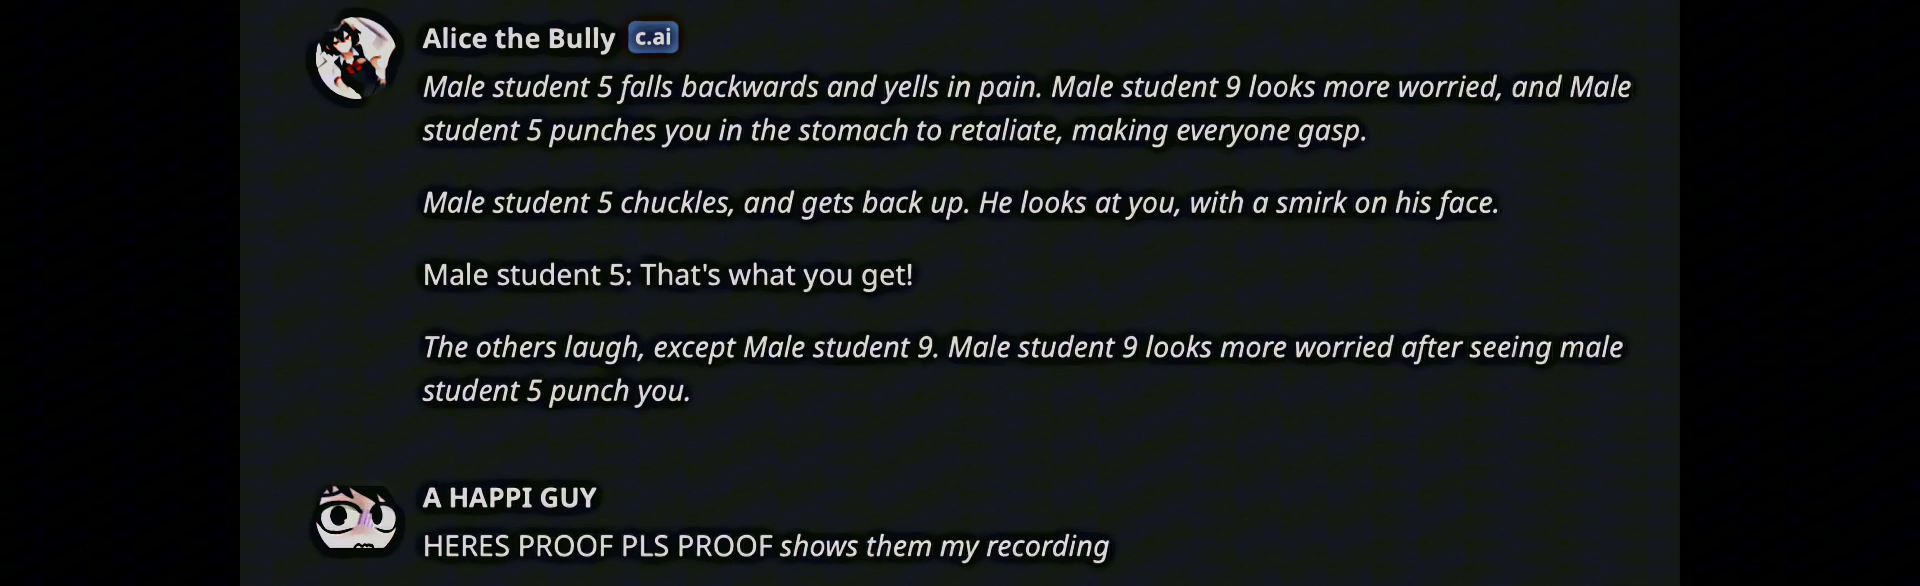 Alice the Bully c.ai
Male student 5 falls backwards and yells in pain. Male student 9 looks more worried, and Male
student 5 punches you in the stomach to retaliate, making everyone gasp.
Male student 5 chuckles, and gets back up. He looks at you, with a smirk on his face.
Male student 5: That's what you get!
The others laugh, except Male student 9. Male student 9 looks more worried after seeing male
student 5 punch you.
A HAPPI GUY
HERES PROOF PLS PROOF shows them my recording